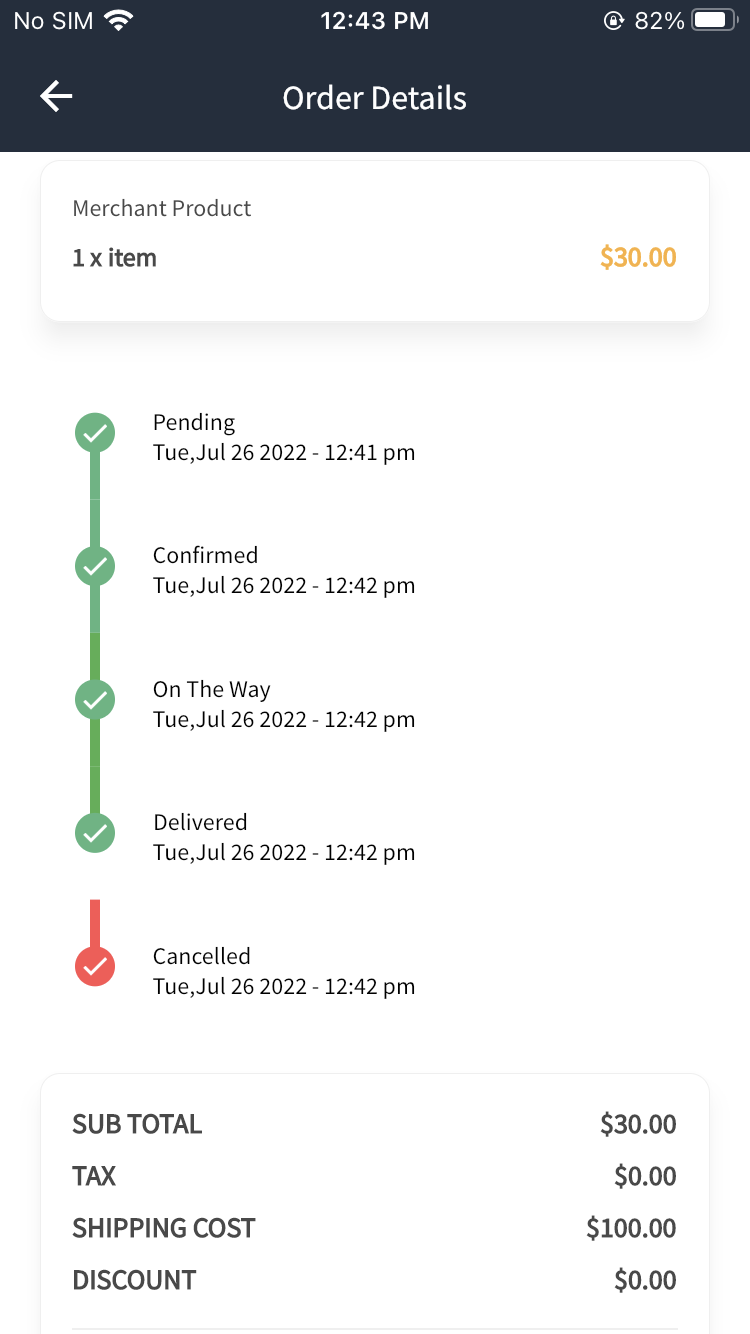 No SIM 12:43 PM 82%
Order Details
Merchant Product
1 x item $30.00
Pending
Tue,Jul 26 2022 - 12:41 pm
Confirmed
Tue,Jul 26 2022 - 12:42 pm
On The Way
Tue,Jul 26 2022 - 12:42 pm
Delivered
Tue,Jul 26 2022 - 12:42 pm
Cancelled
Tue,Jul 26 2022 - 12:42 pm
SUB TOTAL $30.00
TAX $0.00
SHIPPING COST $100.00
DISCOUNT $0.00